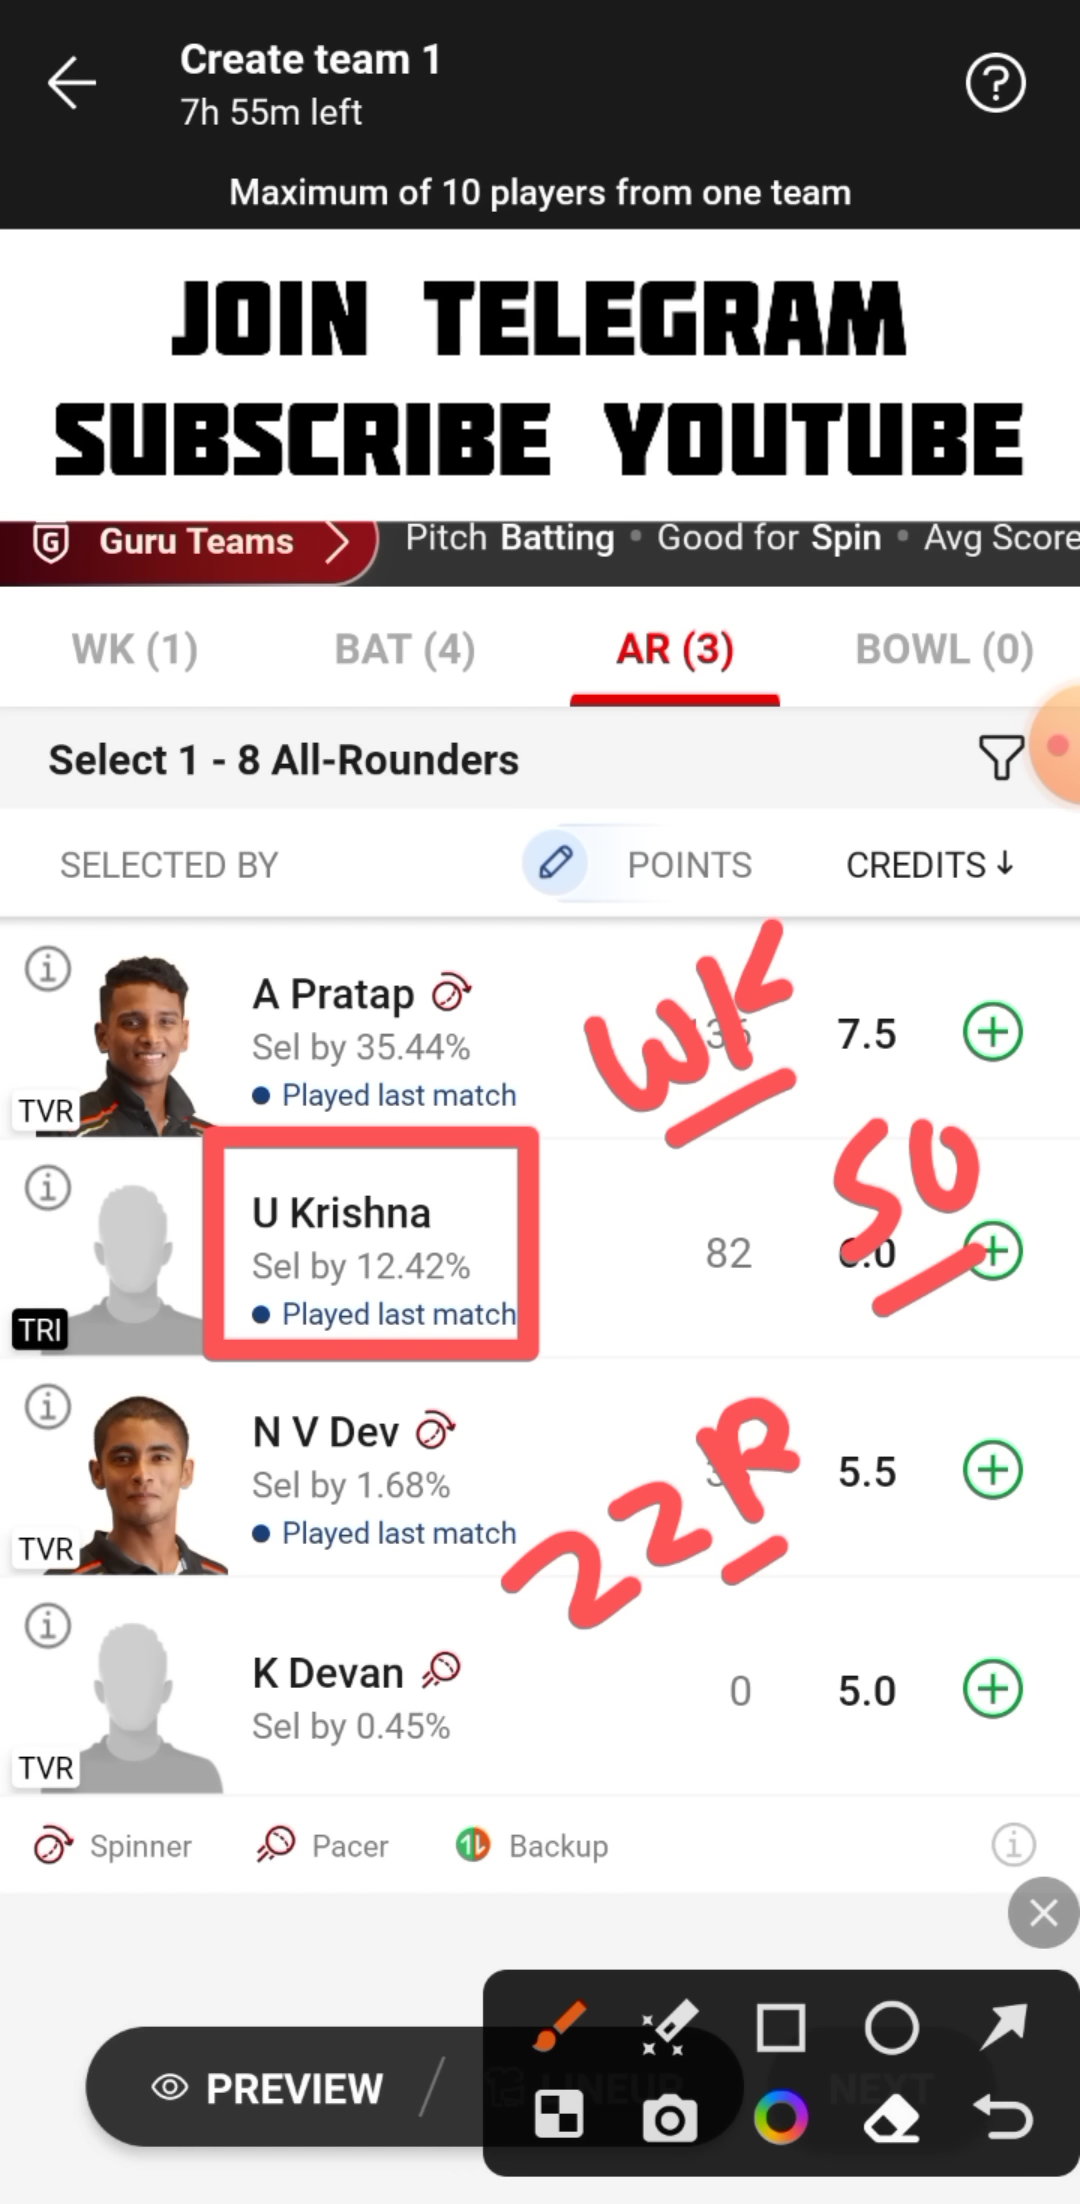 Create team 1
7h 55m left
Maximum of 10 players from one team
JOIN TELEGRAM
SUBSCRIBE YOUTUBE
Guru Teams
Pitch Batting • Good for Spin • Avg Score
WK (1) BAT (4) AR (3) BOWL (0)
Select 1 - 8 All-Rounders
SELECTED BY POINTS CREDITS ↓
A Pratap
Sel by 35.44%
Played last match
TVR
7.5
WK
U Krishna
Sel by 12.42%
Played last match
TRI
82
50
N V Dev
Sel by 1.68%
Played last match
TVR
5.5
22R
K Devan
Sel by 0.45%
TVR
0 5.0
Spinner Pacer Backup
PREVIEW / LINEUP NEXT